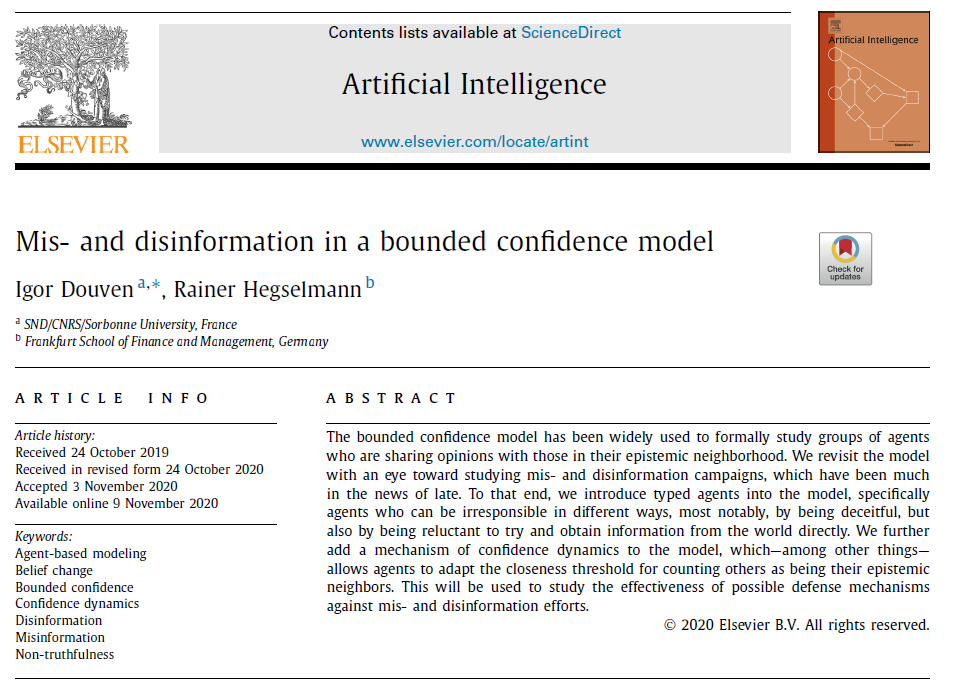 Contents lists available at ScienceDirect
Artificial Intelligence
www.elsevier.com/locate/artint
ELSEVIER
Artificial Intelligence
Mis- and disinformation in a bounded confidence model
Igor Douven a,*, Rainer Hegselmann b
Check for
updates
a SND/CNRS/Sorbonne University, France
b Frankfurt School of Finance and Management, Germany
ARTICLE INFO
Article history:
Received 24 October 2019
Received in revised form 24 October 2020
Accepted 3 November 2020
Available online 9 November 2020
Keywords:
Agent-based modeling
Belief change
Bounded confidence
Confidence dynamics
Disinformation
Misinformation
Non-truthfulness
ABSTRACT
The bounded confidence model has been widely used to formally study groups of agents
who are sharing opinions with those in their epistemic neighborhood. We revisit the model
with an eye toward studying mis- and disinformation campaigns, which have been much
in the news of late. To that end, we introduce typed agents into the model, specifically
agents who can be irresponsible in different ways, most notably, by being deceitful, but
also by being reluctant to try and obtain information from the world directly. We further
add a mechanism of confidence dynamics to the model, which—among other things—
allows agents to adapt the closeness threshold for counting others as being their epistemic
neighbors. This will be used to study the effectiveness of possible defense mechanisms
against mis- and disinformation efforts.
© 2020 Elsevier B.V. All rights reserved.